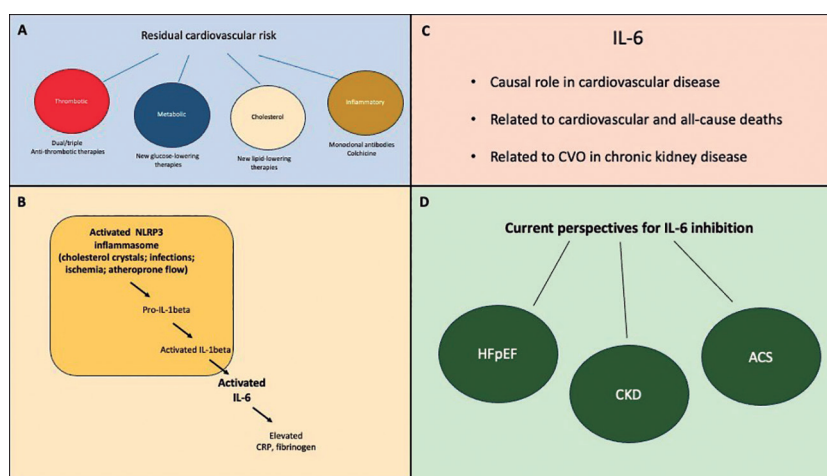 A
Residual cardiovascular risk
Thrombotic
Metabolic
Cholesterol
Inflammatory
Dual/triple
Anti-thrombotic therapies
New glucose-lowering
therapies
New lipid-lowering
therapies
Monoclonal antibodies
Colchicine
B
Activated NLRP3
inflammasome
(cholesterol crystals; infections;
ischemia; atheroprone flow)
Pro-IL-1beta
Activated IL-1beta
Activated
IL-6
Elevated
CRP, fibrinogen
C
IL-6
• Causal role in cardiovascular disease
• Related to cardiovascular and all-cause deaths
• Related to CVO in chronic kidney disease
D
Current perspectives for IL-6 inhibition
HFpEF
CKD
ACS